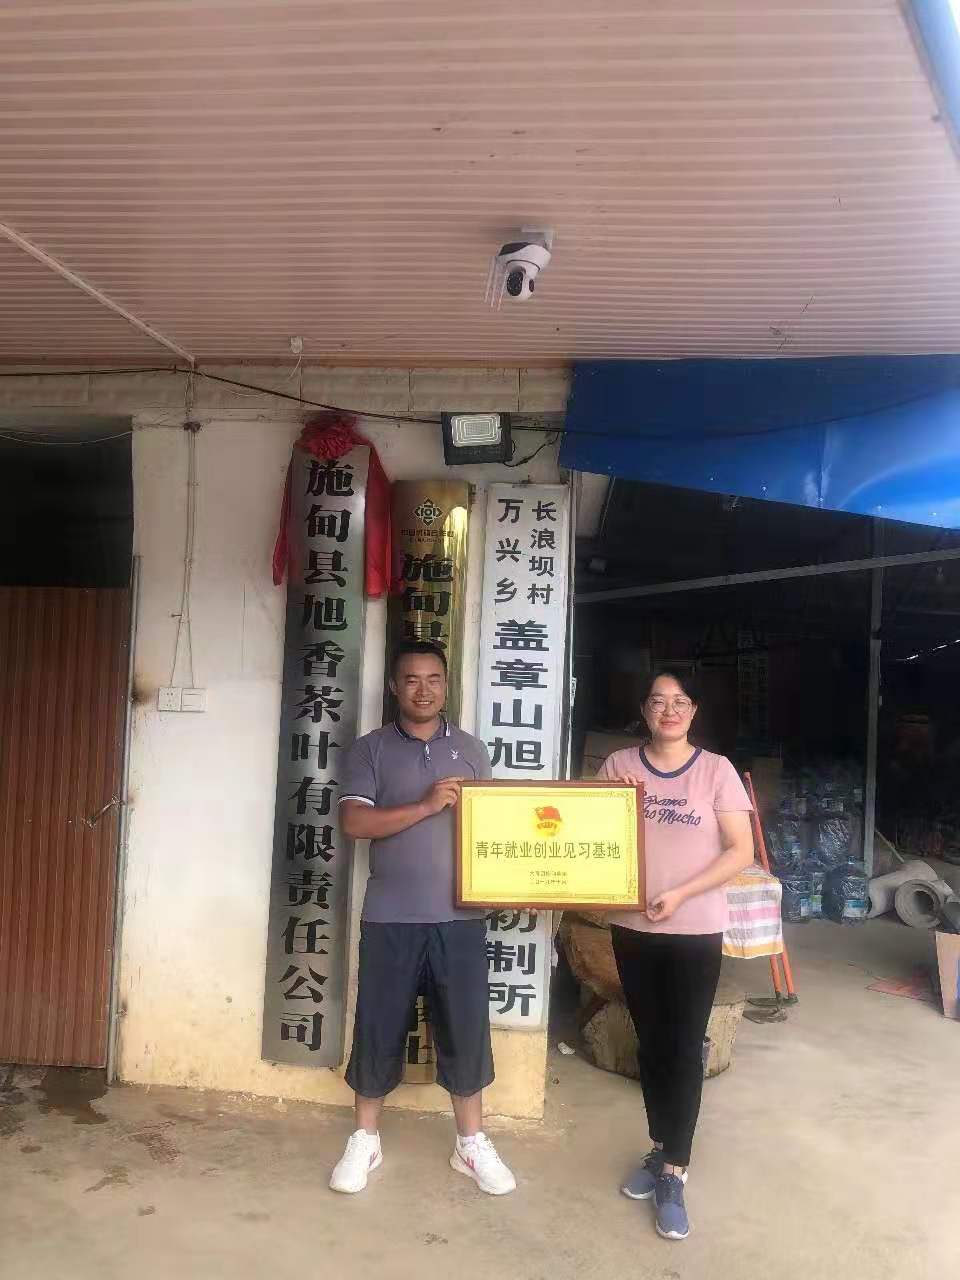 施甸县旭香茶叶有限责任公司
施甸县
长浪坝村
万兴乡
盖章山旭
初制所
青年就业创业见习基地